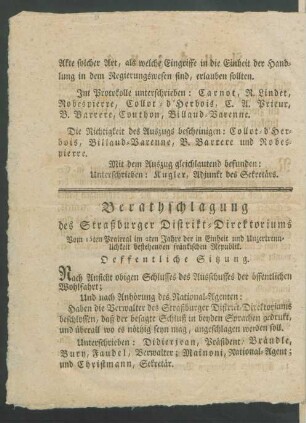 Akte solcher Art, als welche Eingriffe in die Einheit der Hand-
lung in dem Regierungswesen sind, erlauben sollten.
Im Protokolle unterschrieben: Carnot, R. Lindet,
Robespierre, Collot-d'Herbois, C. A. Prieur,
B. Barrere, Couthon, Billaud-Varenne.
Die Richtigkeit des Auszugs bescheinigen: Collot-d'Her-
bois, Billaud-Varenne, B. Barrere und Robes-
pierre.
Mit dem Auszug gleichlautend befunden:
Unterschrieben: Kugler, Adjunkt des Sekretärs.
Berathschlagung
des Straßburger Distrikt-Direktoriums
Vom Prairial im 2ten Jahre der in Einheit und Unzertrenn-
lichkeit bestehenden fränkischen Republik.
Oeffentliche Sitzung.
Nach Ansicht obigen Schlusses des Ausschusses der öffentlichen
Wohlfahrt;
Und nach Anhörung des National-Agenten:
Haben die Verwalter des Straßburger District-Direktoriums
beschlossen, daß der besagte Schluß in beyden Sprachen gedruckt,
und überall wo es nöthig seyn mag, angeschlagen werden soll.
Unterschrieben: Didierjean, Präsident, Brändle,
Bury, Faudel, Verwalter; Mainoni, National-Agent;
und Christmann, Sekretär.